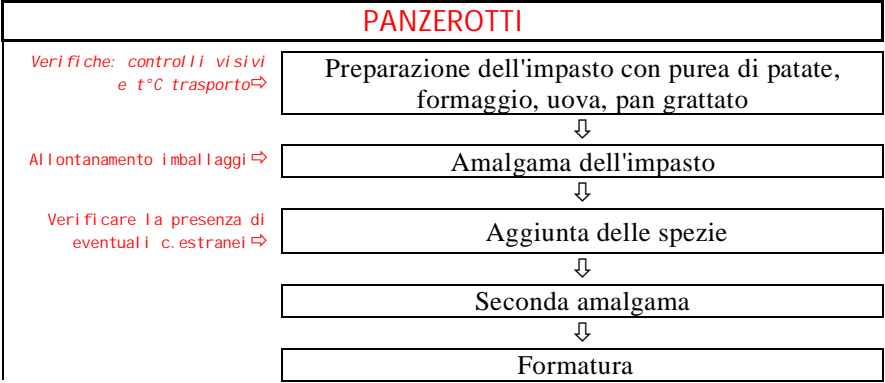 PANZEROTTI
Verifiche: controlli visivi
e t°C trasporto⇨
Preparazione dell'impasto con purea di patate,
formaggio, uova, pan grattato
⇩
Allontanamento imballaggi⇨
Amalgama dell'impasto
⇩
Verificare la presenza di
eventuali c.estranei⇨
Aggiunta delle spezie
⇩
Seconda amalgama
⇩
Formatura